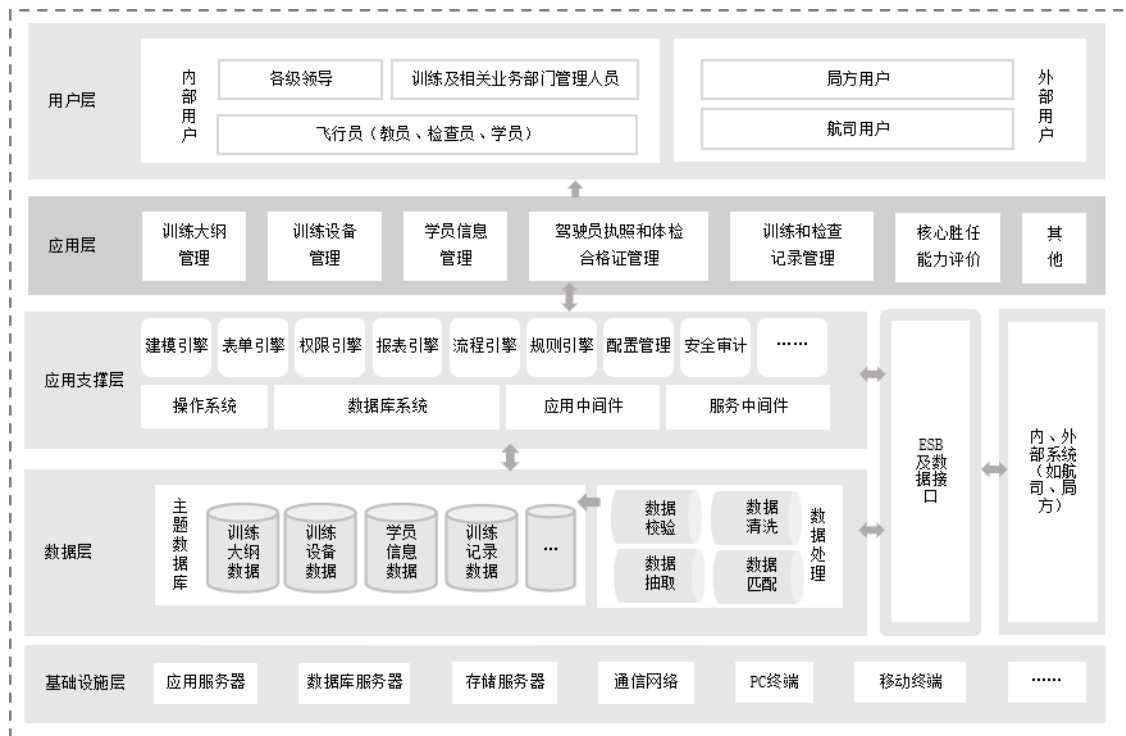 用户层
内
部
用
户
各级领导
训练及相关业务部门管理人员
飞行员（教员、检查员、学员）
局方用户
航司用户
外
部
用
户
应用层
训练大纲
管理
训练设备
管理
学员信息
管理
驾驶员执照和体检
合格证管理
训练和检查
记录管理
核心胜任
能力评价
其
他
应用支撑层
建模引擎
表单引擎
权限引擎
报表引擎
流程引擎
规则引擎
配置管理
安全审计
……
操作系统
数据库系统
应用中间件
服务中间件
数据层
主
题
数
据
库
训练
大纲
数据
训练
设备
数据
学员
信息
数据
训练
记录
数据
…
数据
校验
数据
清洗
数据
抽取
数据
匹配
数
据
处
理
ESB
及数
据接
口
内、外
部系统
（如航
司、局
方）
基础设施层
应用服务器
数据库服务器
存储服务器
通信网络
PC终端
移动终端
……